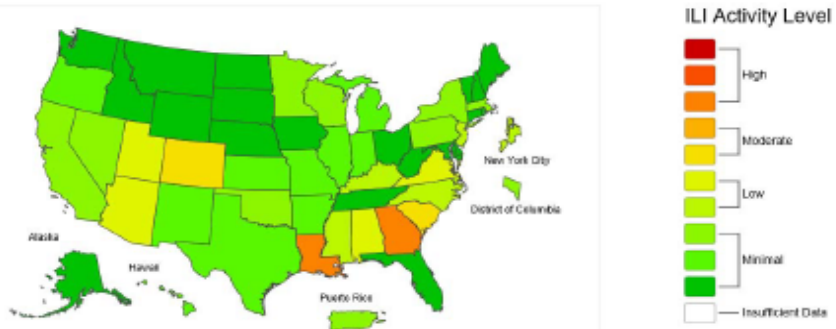 ILI Activity Level
High
Moderate
Low
Minimal
Insufficient Data
New York City
District of Columbia
Alaska
Hawaii
Puerto Rico